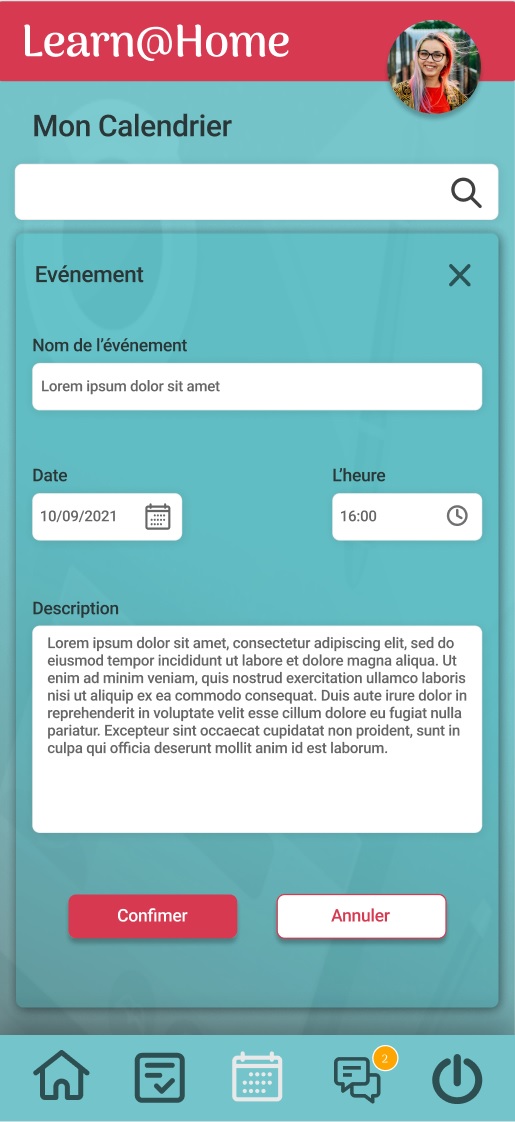 Learn@Home
Mon Calendrier
Evénement
Nom de l'événement
Lorem ipsum dolor sit amet
Date
L'heure
10/09/2021
16:00
Description
Lorem ipsum dolor sit amet, consectetur adipiscing elit, sed do
eiusmod tempor incididunt ut labore et dolore magna aliqua. Ut
enim ad minim veniam, quis nostrud exercitation ullamco laboris
nisi ut aliquip ex ea commodo consequat. Duis aute irure dolor in
reprehenderit in voluptate velit esse cillum dolore eu fugiat nulla
pariatur. Excepteur sint occaecat cupidatat non proident, sunt in
culpa qui officia deserunt mollit anim id est laborum.
Confimer
Annuler
2